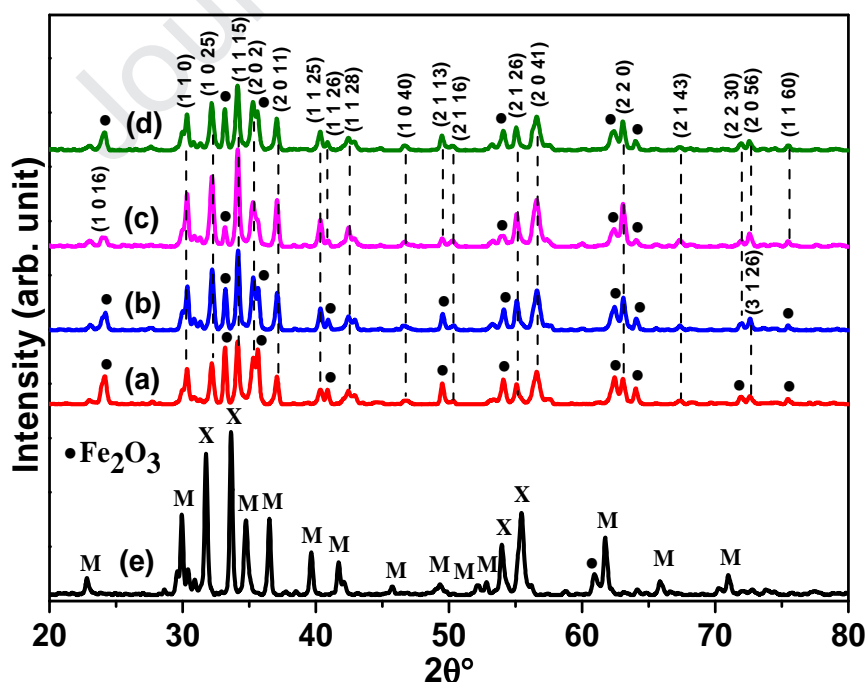 Jour
(1 1 0)
(1 0 25)
(1 1 15)
(2 0 2)
(2 0 11)
(1 1 25)
(1 1 26)
(1 1 28)
(1 0 40)
(2 1 13)
(2 1 16)
(2 1 26)
(2 0 41)
(2 2 0)
(2 1 43)
(2 2 30)
(2 0 56)
(1 1 60)
(d)
(1 0 16)
(c)
(b)
(3 1 26)
(a)
Fe₂O₃
X X
M M M M M M M M M M X X M M M
(e)
20 30 40 50 60 70 80
2θ°
Intensity (arb. unit)